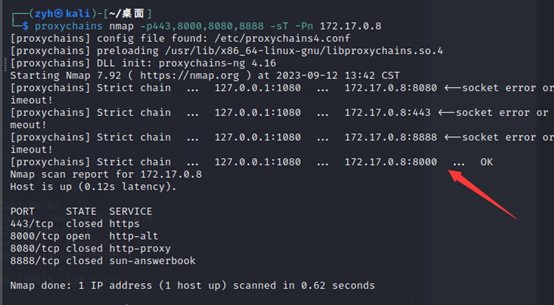 ┌──(zyh㉿kali)-[~/桌面]
└─$ proxychains nmap -p443,8000,8080,8888 -sT -Pn 172.17.0.8
[proxychains] config file found: /etc/proxychains4.conf
[proxychains] preloading /usr/lib/x86_64-linux-gnu/libproxychains.so.4
[proxychains] DLL init: proxychains-ng 4.16
Starting Nmap 7.92 ( https://nmap.org ) at 2023-09-12 13:42 CST
[proxychains] Strict chain  ...  127.0.0.1:1080  ...  172.17.0.8:8080 <--socket error or
imeout!
[proxychains] Strict chain  ...  127.0.0.1:1080  ...  172.17.0.8:443 <--socket error or
meout!
[proxychains] Strict chain  ...  127.0.0.1:1080  ...  172.17.0.8:8888 <--socket error or
imeout!
[proxychains] Strict chain  ...  127.0.0.1:1080  ...  172.17.0.8:8000  ...  OK
Nmap scan report for 172.17.0.8
Host is up (0.12s latency).
PORT     STATE  SERVICE
443/tcp  closed https
8000/tcp open   http-alt
8080/tcp closed http-proxy
8888/tcp closed sun-answerbook
Nmap done: 1 IP address (1 host up) scanned in 0.62 seconds